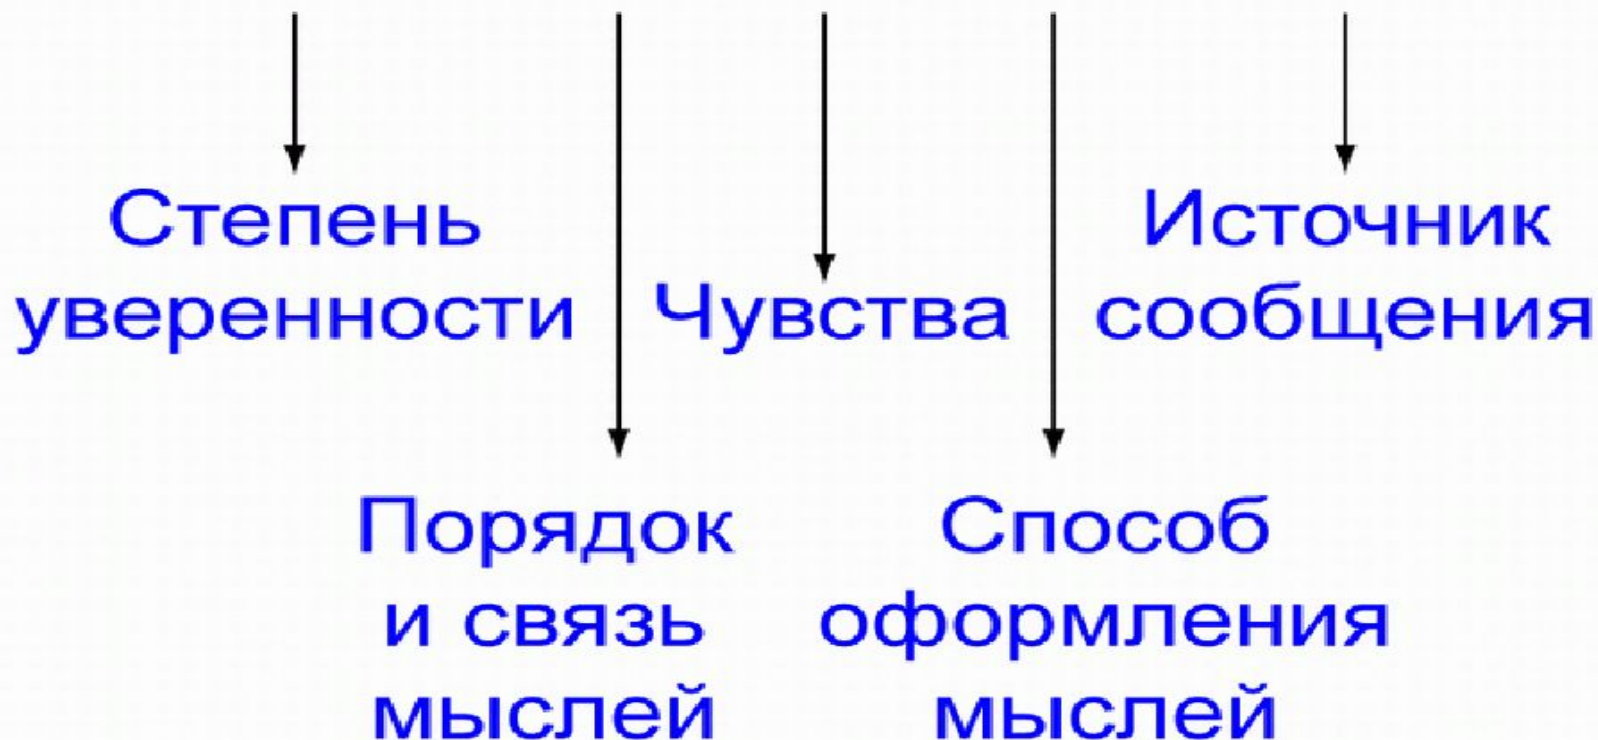 Степень
уверенности
Чувства
Источник
сообщения
Порядок
и связь
мыслей
Способ
оформления
мыслей